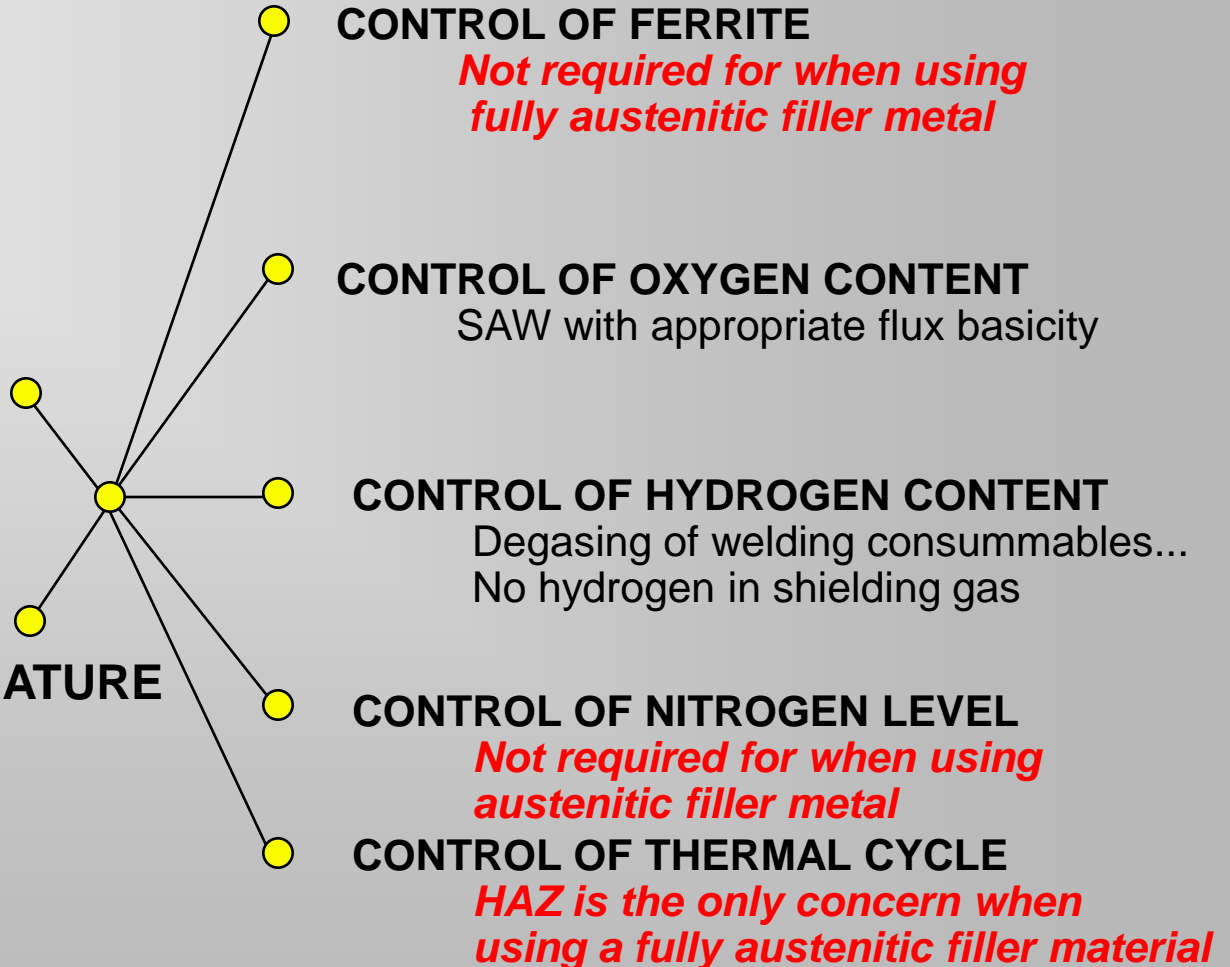 CONTROL OF FERRITE
Not required for when using
fully austenitic filler metal
CONTROL OF OXYGEN CONTENT
SAW with appropriate flux basicity
CONTROL OF HYDROGEN CONTENT
Degasing of welding consummables...
No hydrogen in shielding gas
ATURE
CONTROL OF NITROGEN LEVEL
Not required for when using
austenitic filler metal
CONTROL OF THERMAL CYCLE
HAZ is the only concern when
using a fully austenitic filler material